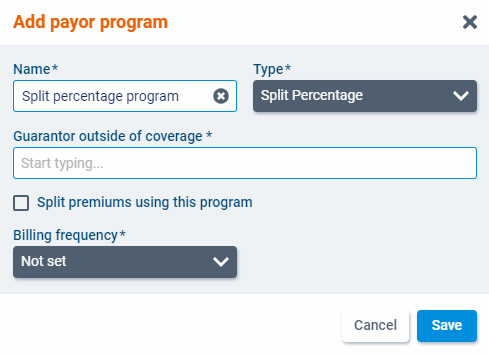 Add payor program
Name*
Type*
Split percentage program
Split Percentage
Guarantor outside of coverage *
Start typing...
Split premiums using this program
Billing frequency*
Not set
Cancel
Save